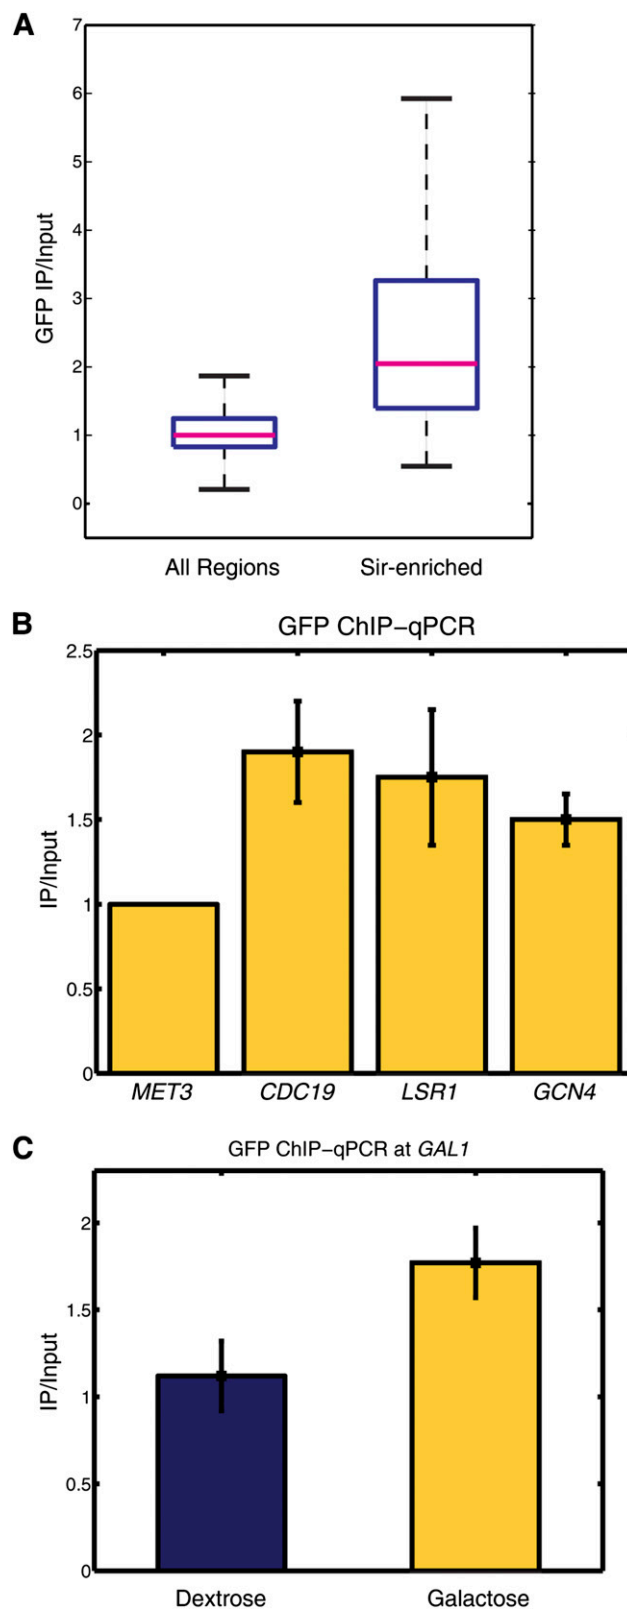 A
7
6
5
4
3
2
1
0
GFP IP/Input
All Regions
Sir-enriched
B
GFP ChIP–qPCR
2.5
2
1.5
1
0.5
0
IP/Input
MET3
CDC19
LSR1
GCN4
C
GFP ChIP–qPCR at GAL1
2
1.5
1
0.5
0
IP/Input
Dextrose
Galactose